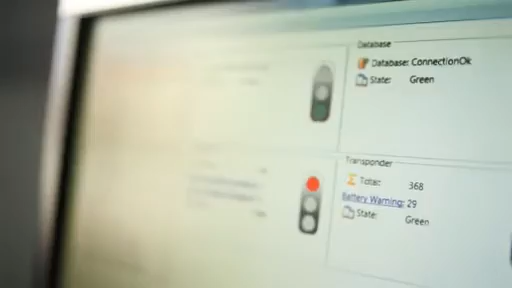 Database
Database: ConnectionOk
State: Green
Transponder
Total: 368
Battery Warning: 29
State: Green